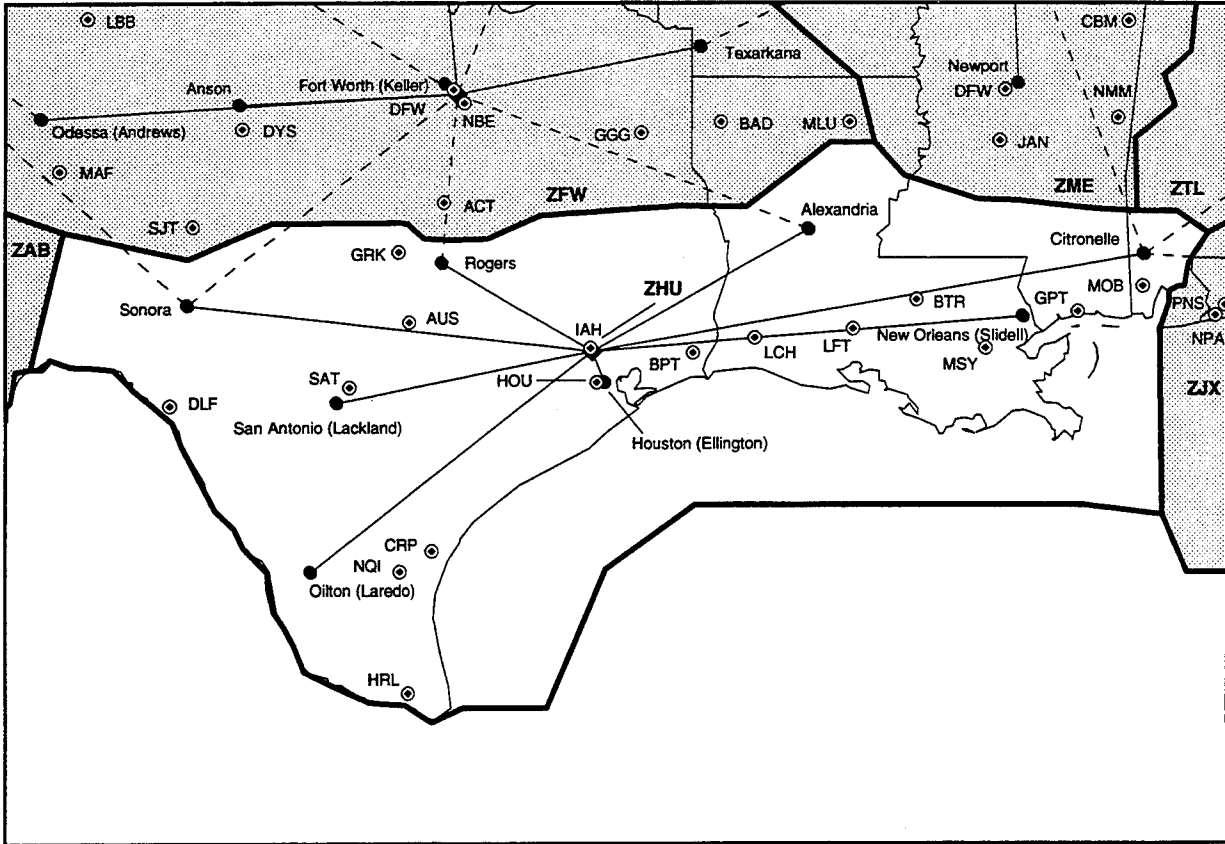 LBB
CBM
Texarkana
Newport
Anson
Fort Worth (Keller)
DFW
DFW
NBE
NMM
Odessa (Andrews)
DYS
GGG
BAD
MLU
JAN
MAF
ZFW
ZME
ZTL
ACT
Alexandria
SJT
ZAB
GRK
Rogers
Citronelle
ZHU
MOB
Sonora
AUS
IAH
BTR
GPT
PNS
LCH
LFT
New Orleans (Slidell)
NPA
BPT
MSY
SAT
HOU
ZJX
DLF
San Antonio (Lackland)
Houston (Ellington)
CRP
NQI
Oilton (Laredo)
HRL